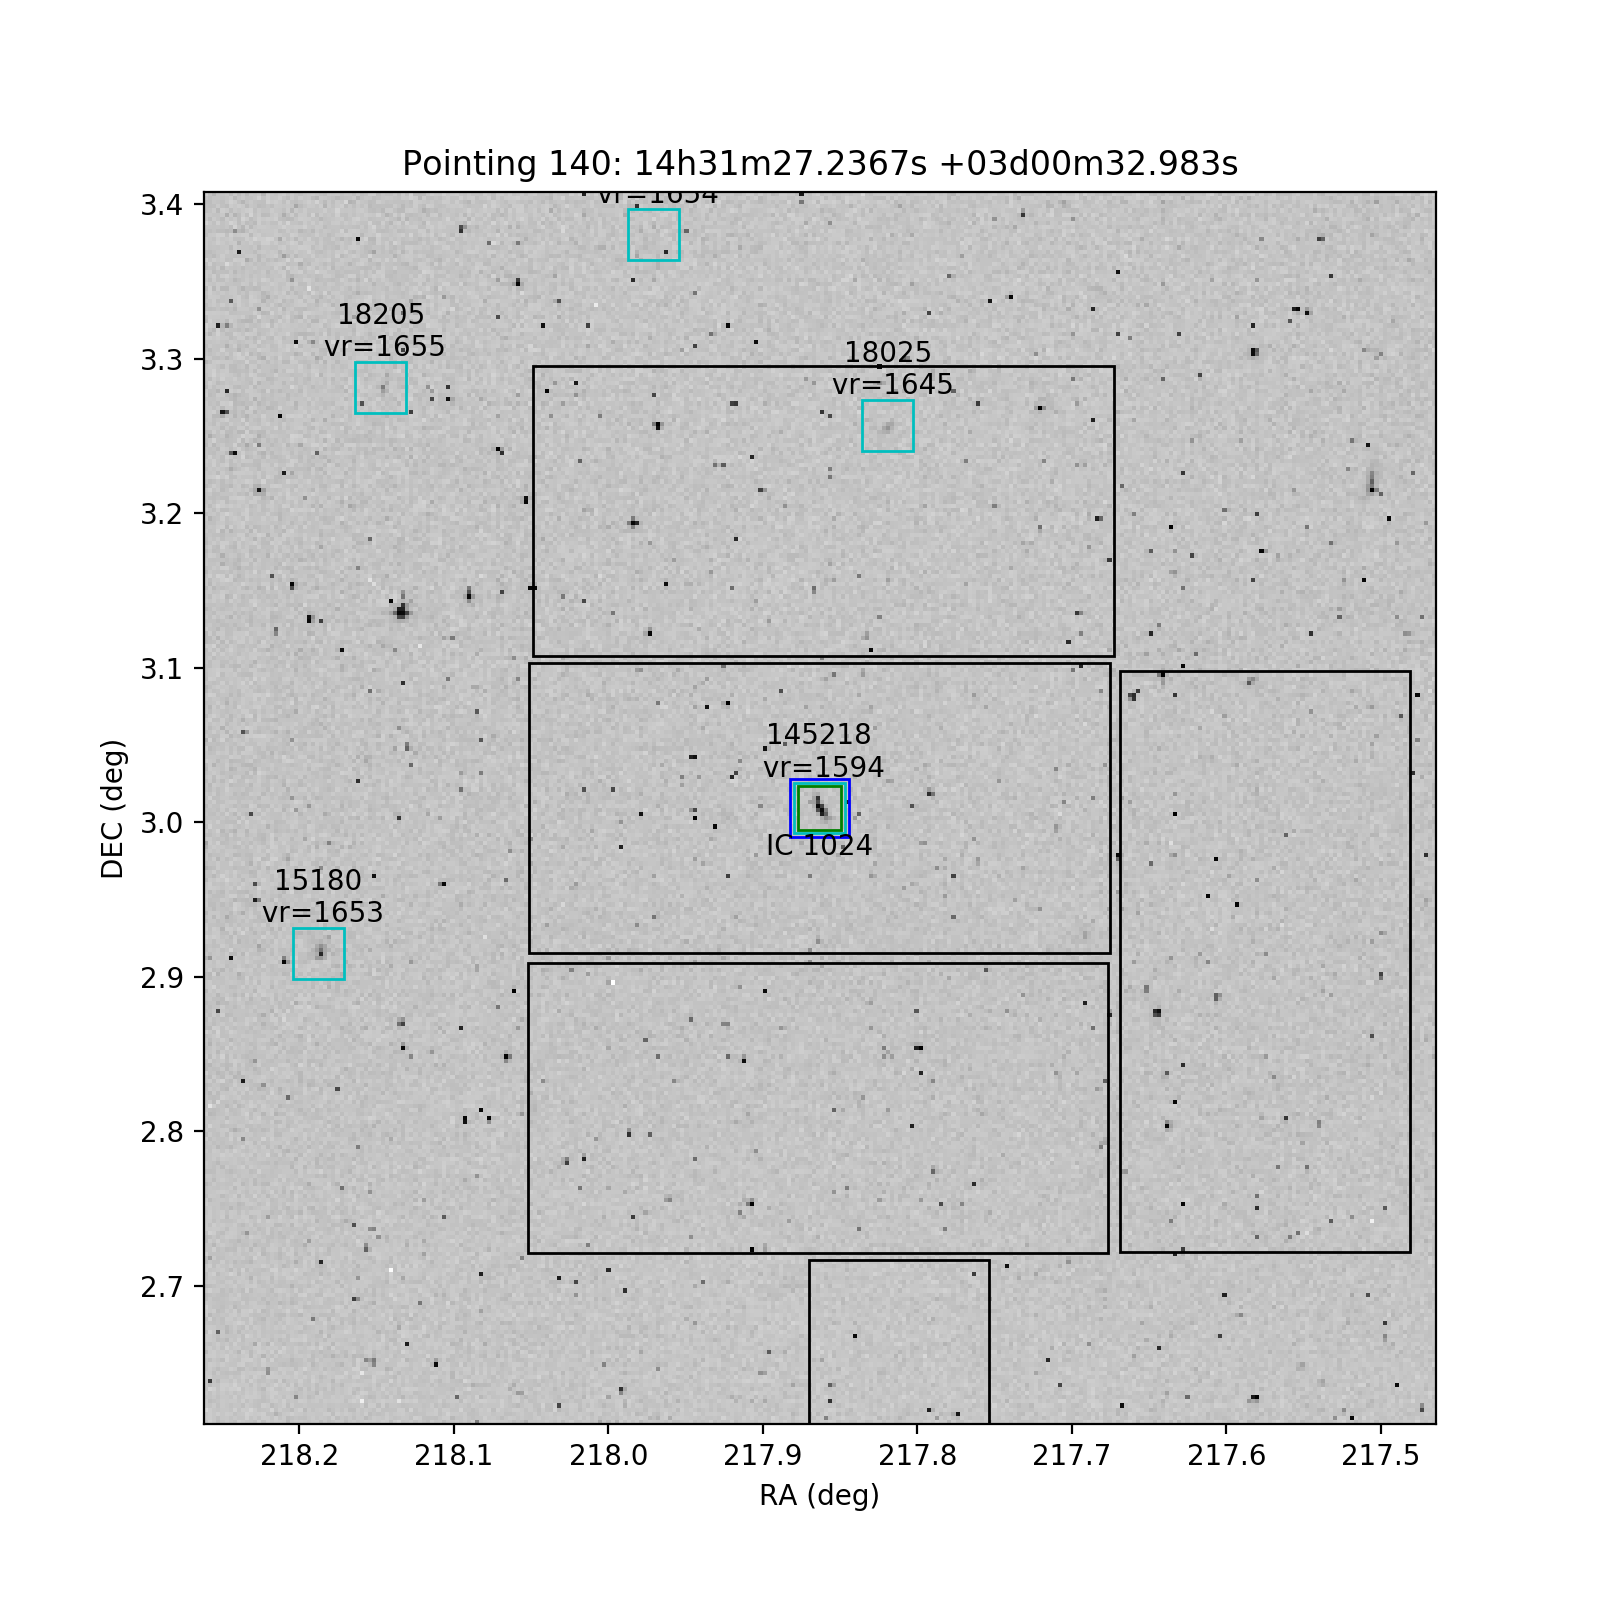 Pointing 140: 14h31m27.2367s +03d00m32.983s
vr=1654
18205
vr=1655
18025
vr=1645
145218
vr=1594
IC 1024
15180
vr=1653
3.4
3.3
3.2
3.1
3.0
2.9
2.8
2.7
DEC (deg)
218.2 218.1 218.0 217.9 217.8 217.7 217.6 217.5
RA (deg)